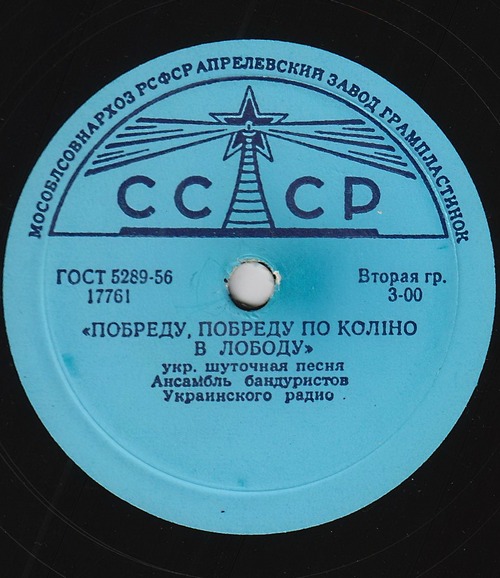 МОСОБЛСОВНАРХОЗ РСФСР АПРЕЛЕВСКИЙ ЗАВОД ГРАМПЛАСТИНОК
СССР
ГОСТ 5289-56
17761
Вторая гр.
3-00
«ПОБРЕДУ, ПОБРЕДУ ПО КОЛІНО
В ЛОБОДУ»
укр. шуточная песня
Ансамбль бандуристов
Украинского радио